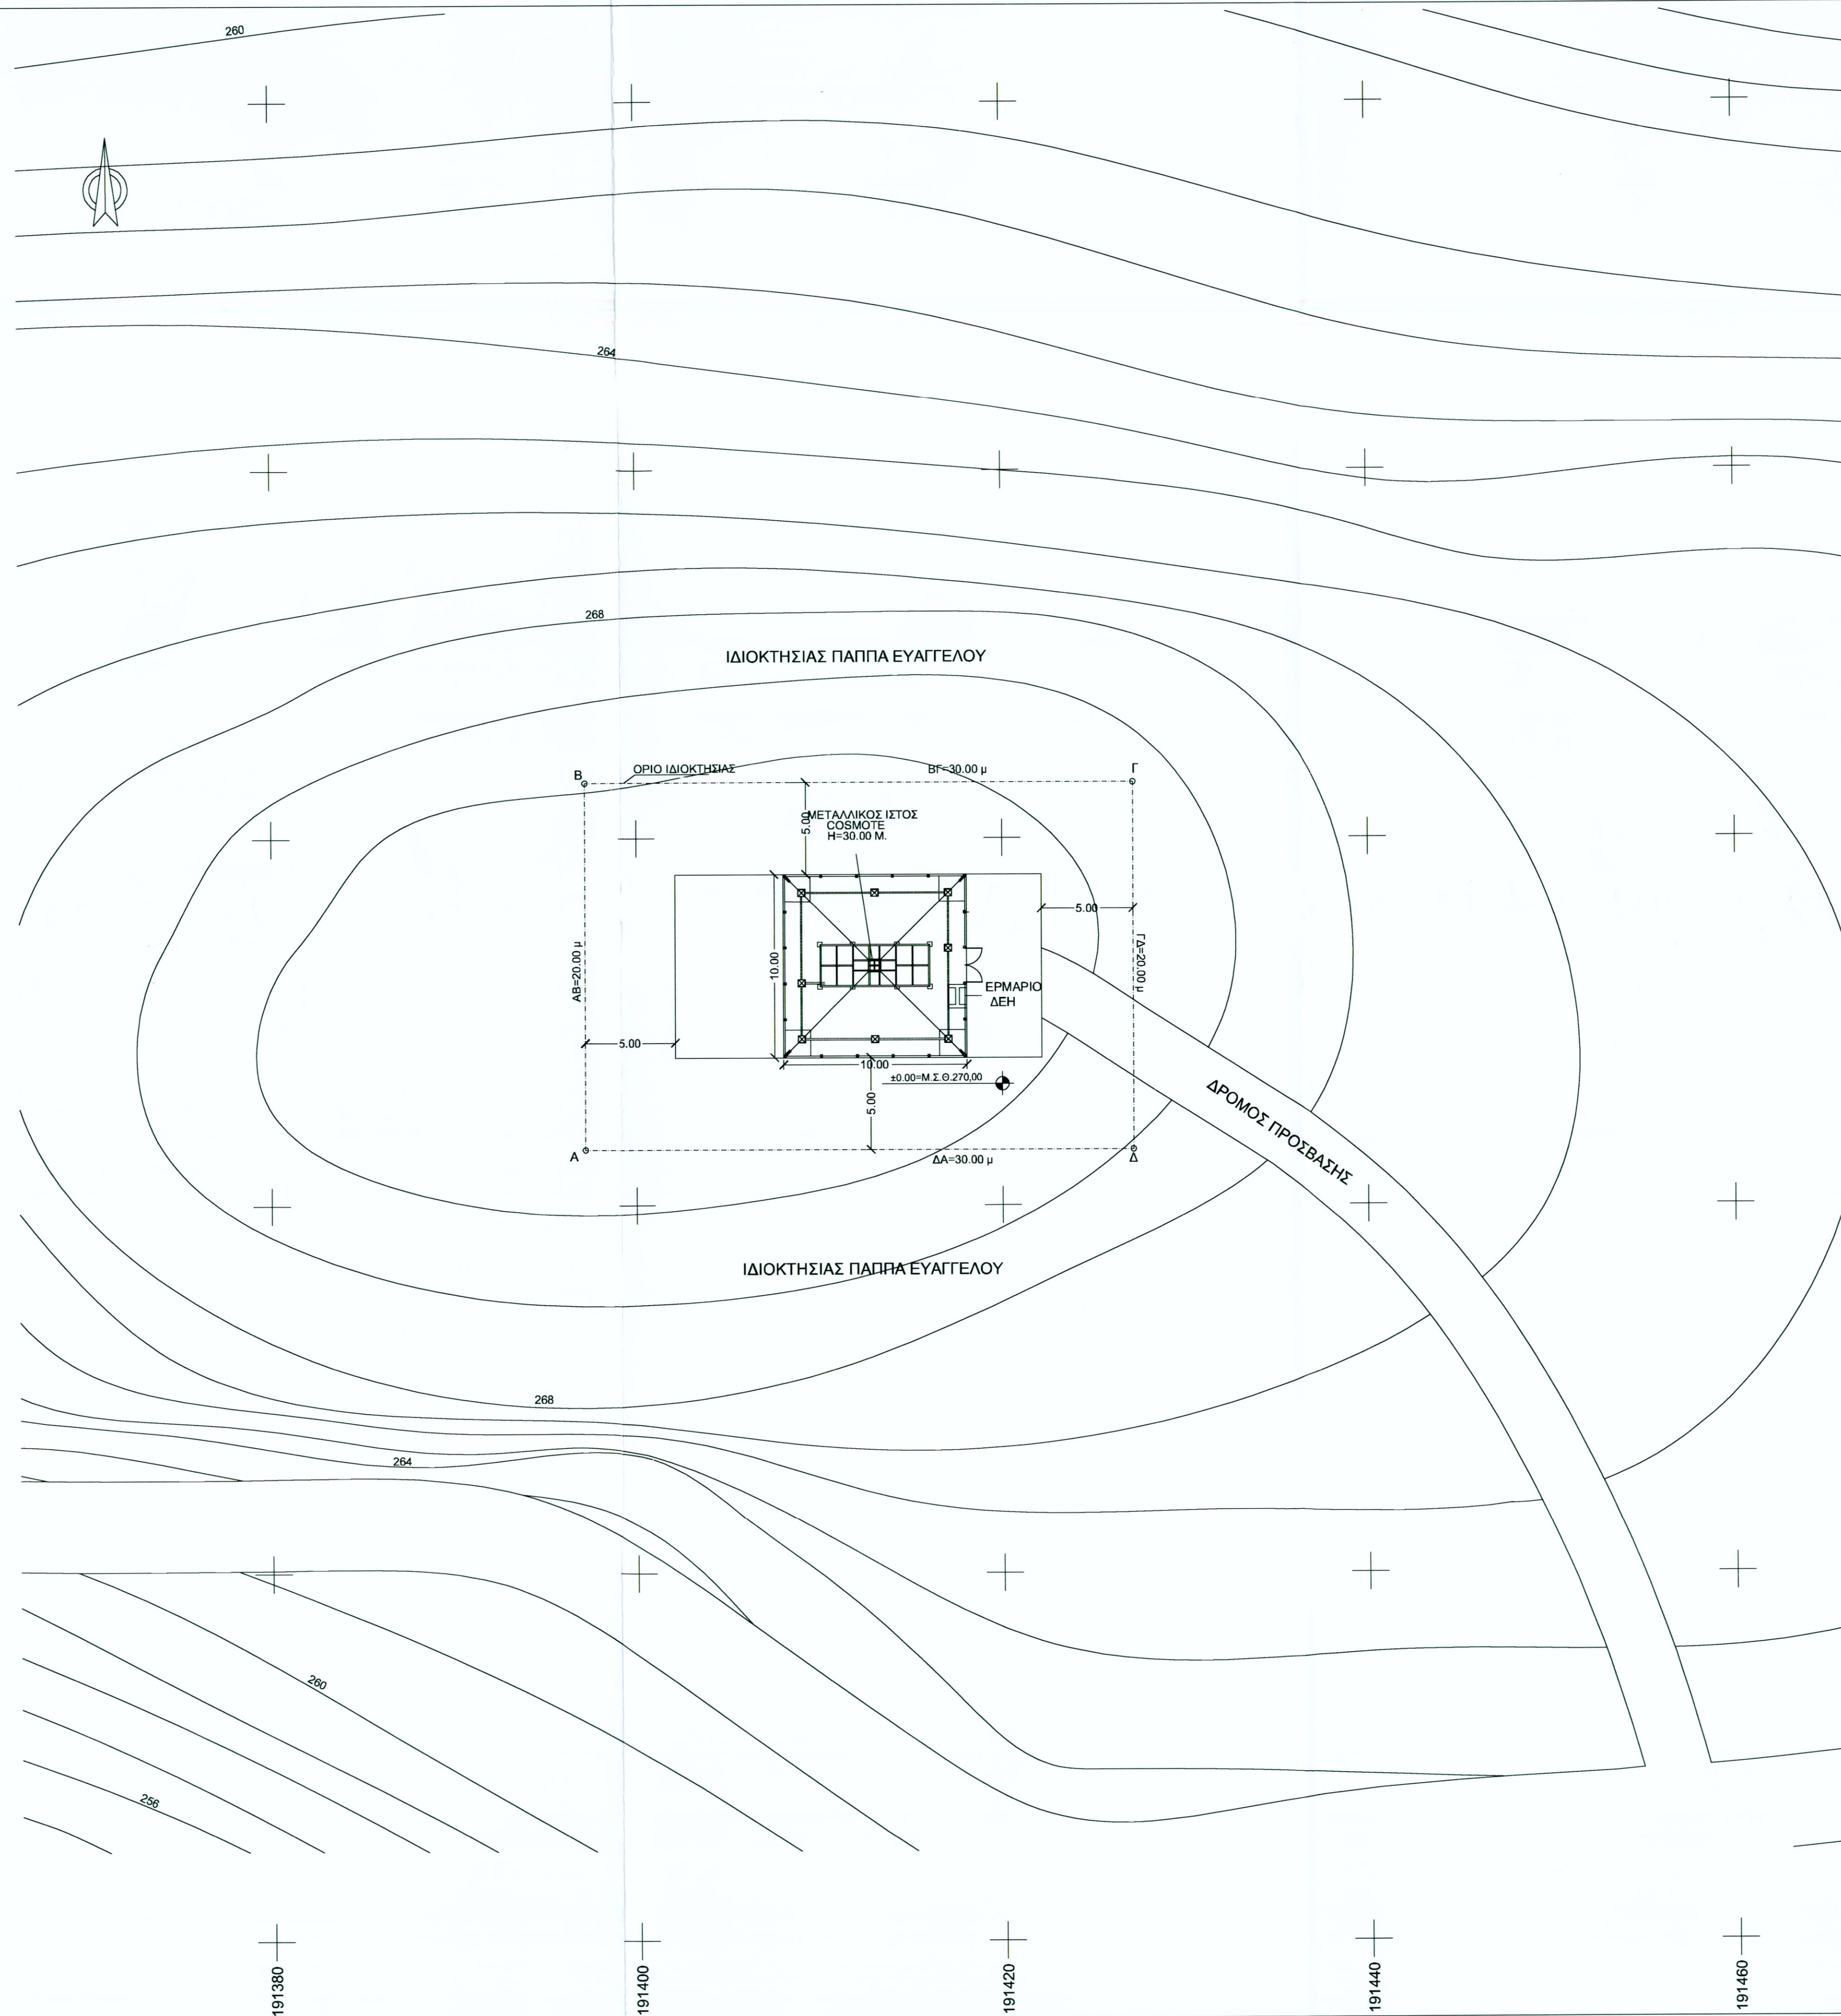 260
264
268
ΙΔΙΟΚΤΗΣΙΑΣ ΠΑΠΠΑ ΕΥΑΓΓΕΛΟΥ
Β
ΟΡΙΟ ΙΔΙΟΚΤΗΣΙΑΣ
ΒΓ=30.00 μ
Γ
5.00
ΜΕΤΑΛΛΙΚΟΣ ΙΣΤΟΣ
COSMOTE
H=30.00 M.
5.00
ΑΒ=20.00 μ
10.00
ΓΔ=20.00 μ
ΕΡΜΑΡΙΟ
ΔΕΗ
5.00
10.00
±0.00=Μ.Σ.Θ.270,00
5.00
ΔΡΟΜΟΣ ΠΡΟΣΒΑΣΗΣ
Α
ΔΑ=30.00 μ
Δ
ΙΔΙΟΚΤΗΣΙΑΣ ΠΑΠΠΑ ΕΥΑΓΓΕΛΟΥ
268
264
260
256
191380
191400
191420
191440
191460